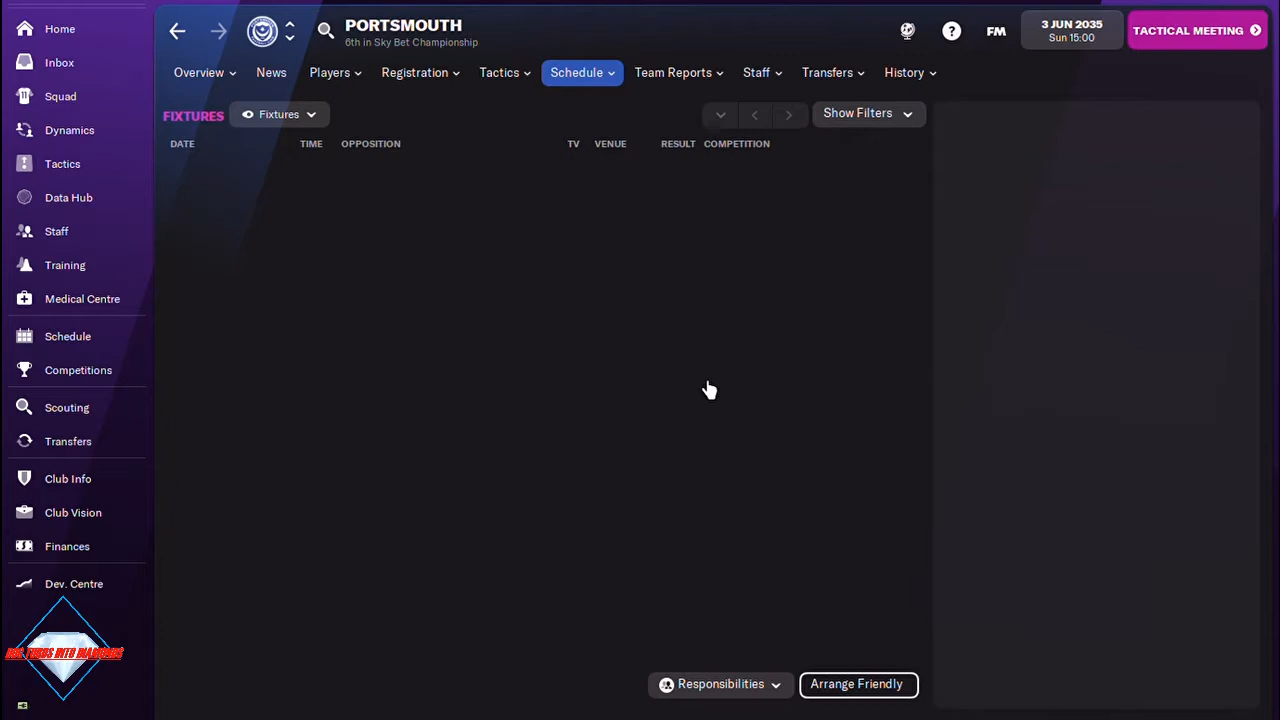 Home
Inbox
Squad
Dynamics
Tactics
Data Hub
Staff
Training
Medical Centre
Schedule
Competitions
Scouting
Transfers
Club Info
Club Vision
Finances
Dev. Centre
PORTSMOUTH
6th in Sky Bet Championship
FM
3 JUN 2035
Sun 15:00
TACTICAL MEETING
Overview
News
Players
Registration
Tactics
Schedule
Team Reports
Staff
Transfers
History
FIXTURES
Fixtures
Show Filters
DATE
TIME
OPPOSITION
TV
VENUE
RESULT
COMPETITION
Responsibilities
Arrange Friendly
INTO